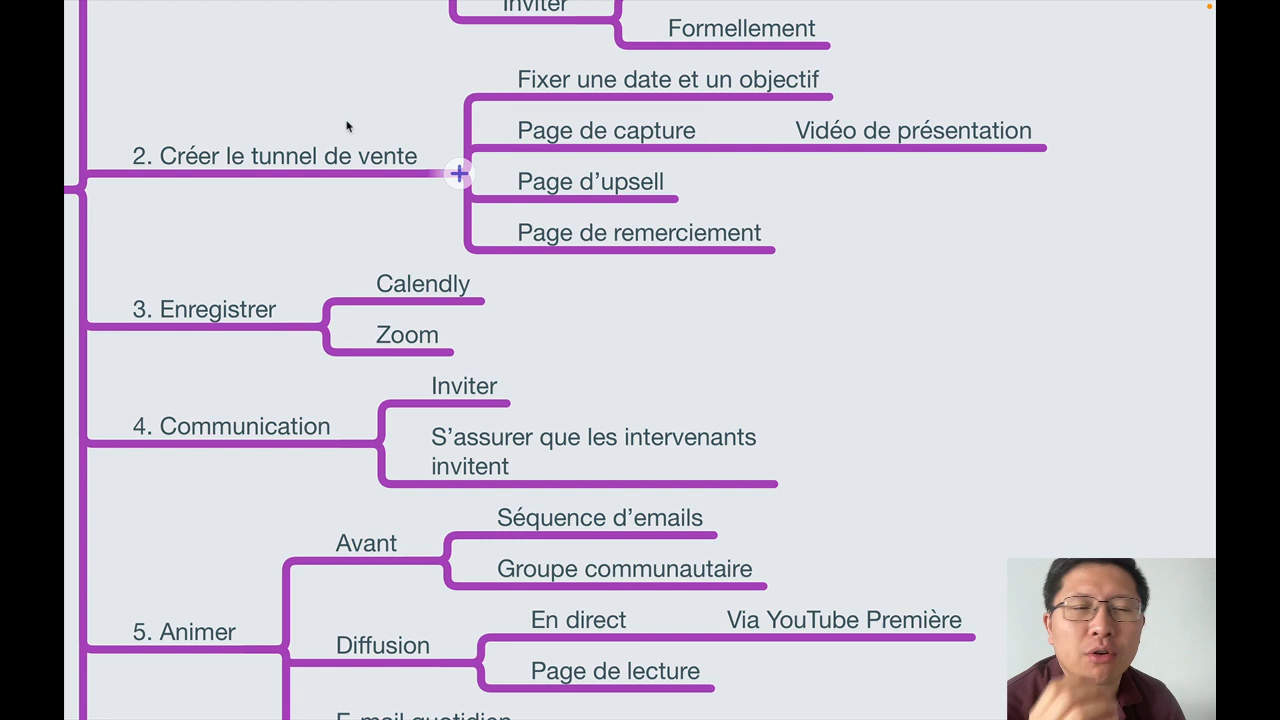 Inviter
Formellement
Fixer une date et un objectif
Page de capture
Vidéo de présentation
2. Créer le tunnel de vente
Page d’upsell
Page de remerciement
Calendly
3. Enregistrer
Zoom
Inviter
4. Communication
S’assurer que les intervenants
invitent
Séquence d’emails
Avant
Groupe communautaire
En direct
Via YouTube Première
5. Animer
Diffusion
Page de lecture
E-mail quotidien